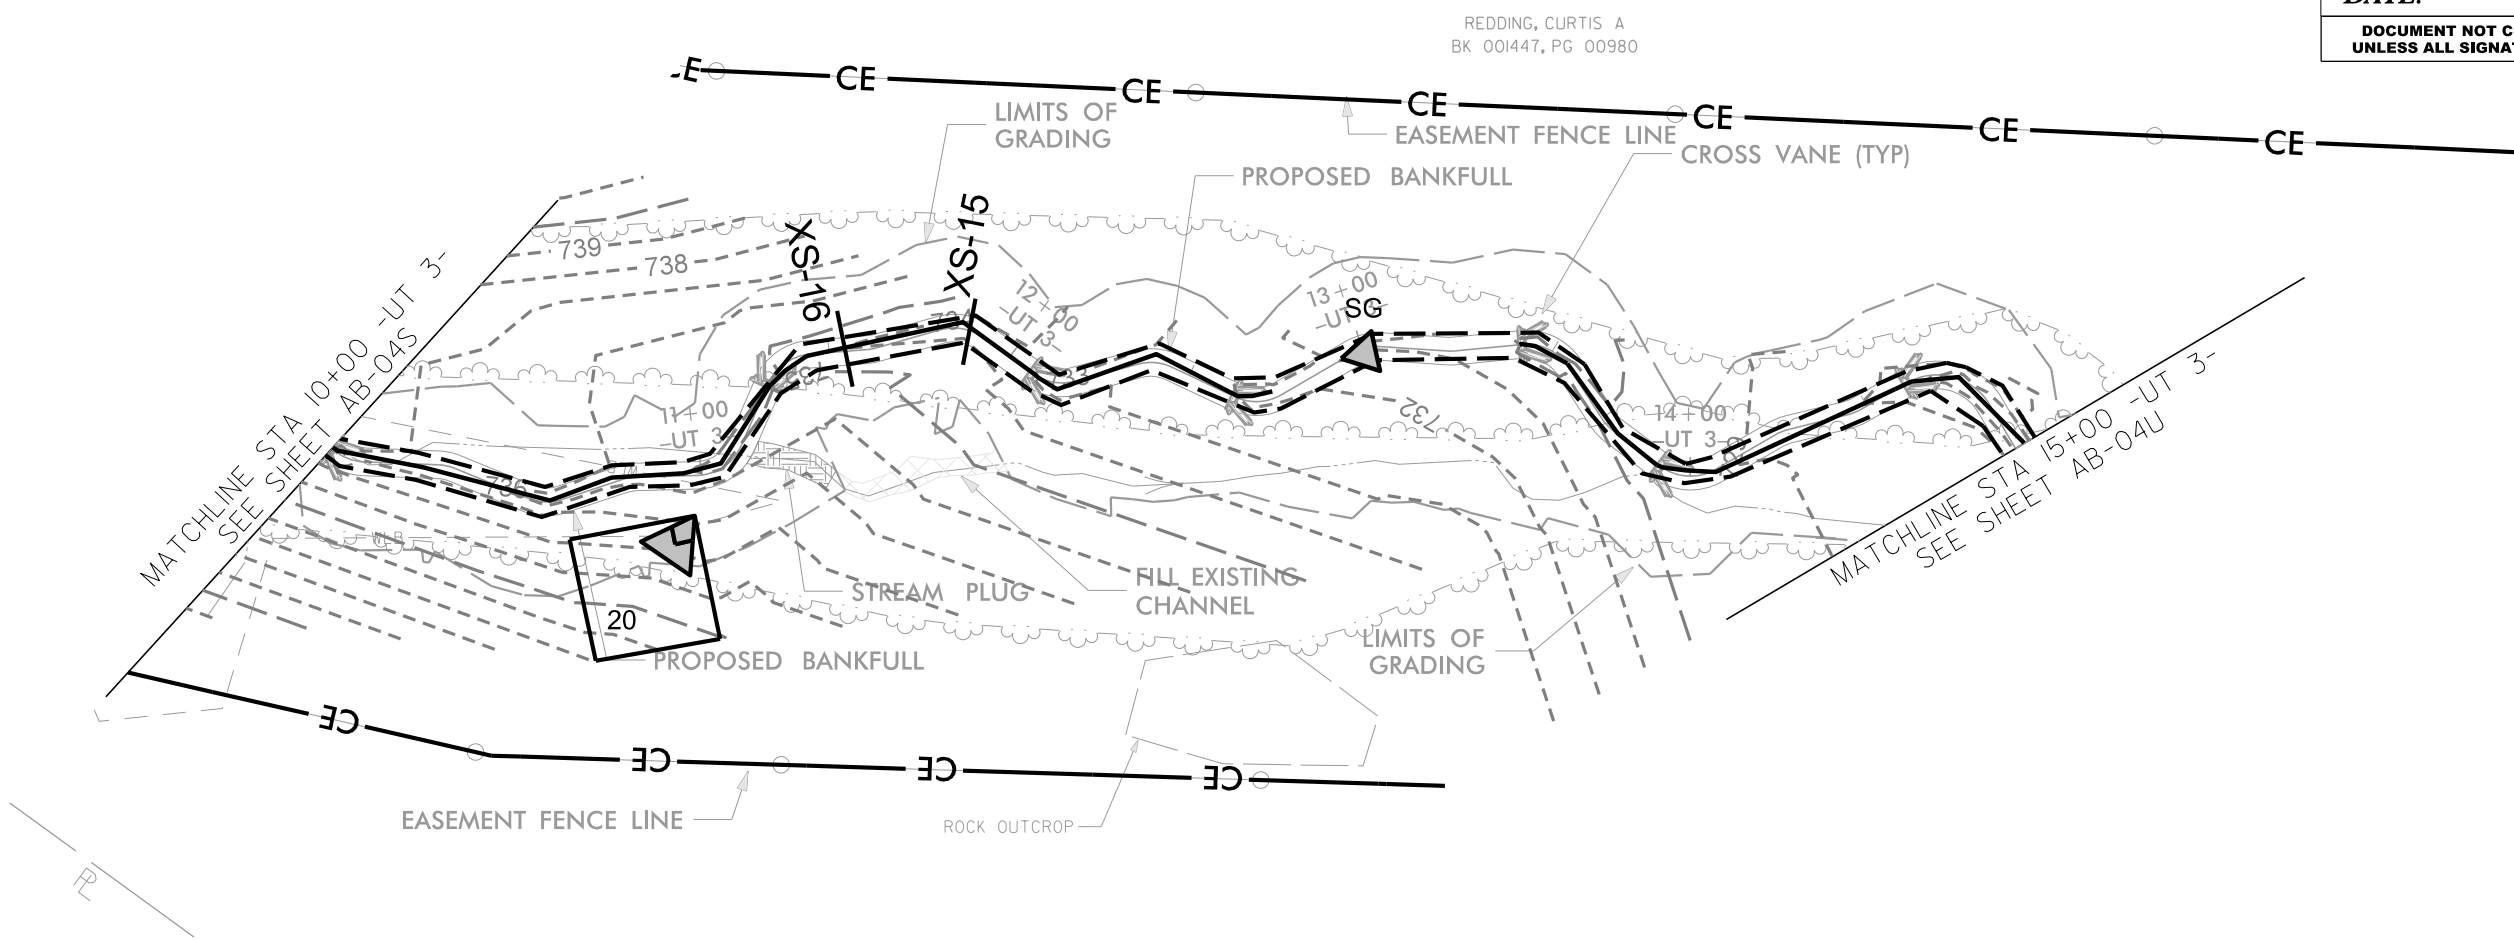 REDDING, CURTIS A
BK 001447, PG 00980
DOCUMENT NOT C
UNLESS ALL SIGNAT
CE
CE
CE
CE
CE
CE
LIMITS OF
GRADING
EASEMENT FENCE LINE
CROSS VANE (TYP)
PROPOSED BANKFULL
739
738
XS-16
XS-15
12+00
-UT 3-
13+00
SG
MATCHLINE STA 10+00 -UT 3-
SEE SHEET AB-04S
11+00
-UT 3
732
14+00
-UT 3-
MATCHLINE STA 15+00 -UT 3-
SEE SHEET AB-04U
20
STREAM PLUG
FILL EXISTING
CHANNEL
PROPOSED BANKFULL
LIMITS OF
GRADING
CE
CE
CE
CE
EASEMENT FENCE LINE
ROCK OUTCROP